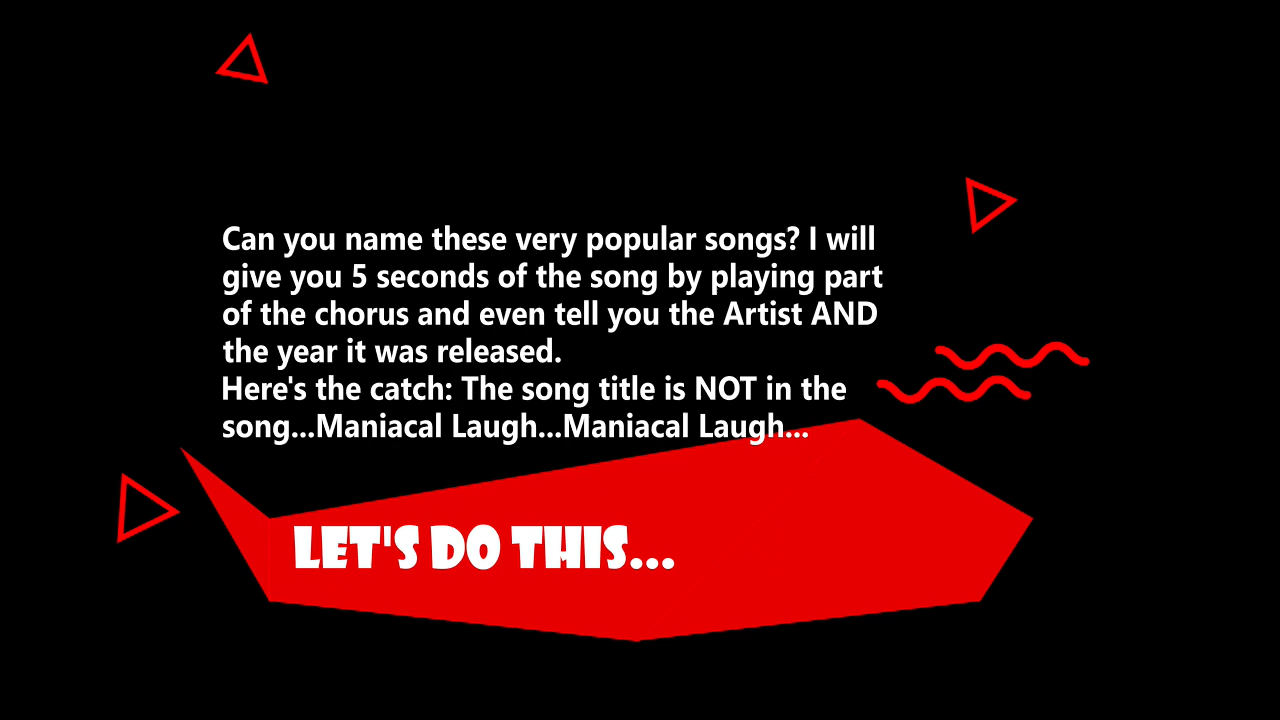 Can you name these very popular songs? I will
give you 5 seconds of the song by playing part
of the chorus and even tell you the Artist AND
the year it was released.
Here's the catch: The song title is NOT in the
song...Maniacal Laugh...Maniacal Laugh...
LET'S DO THIS...